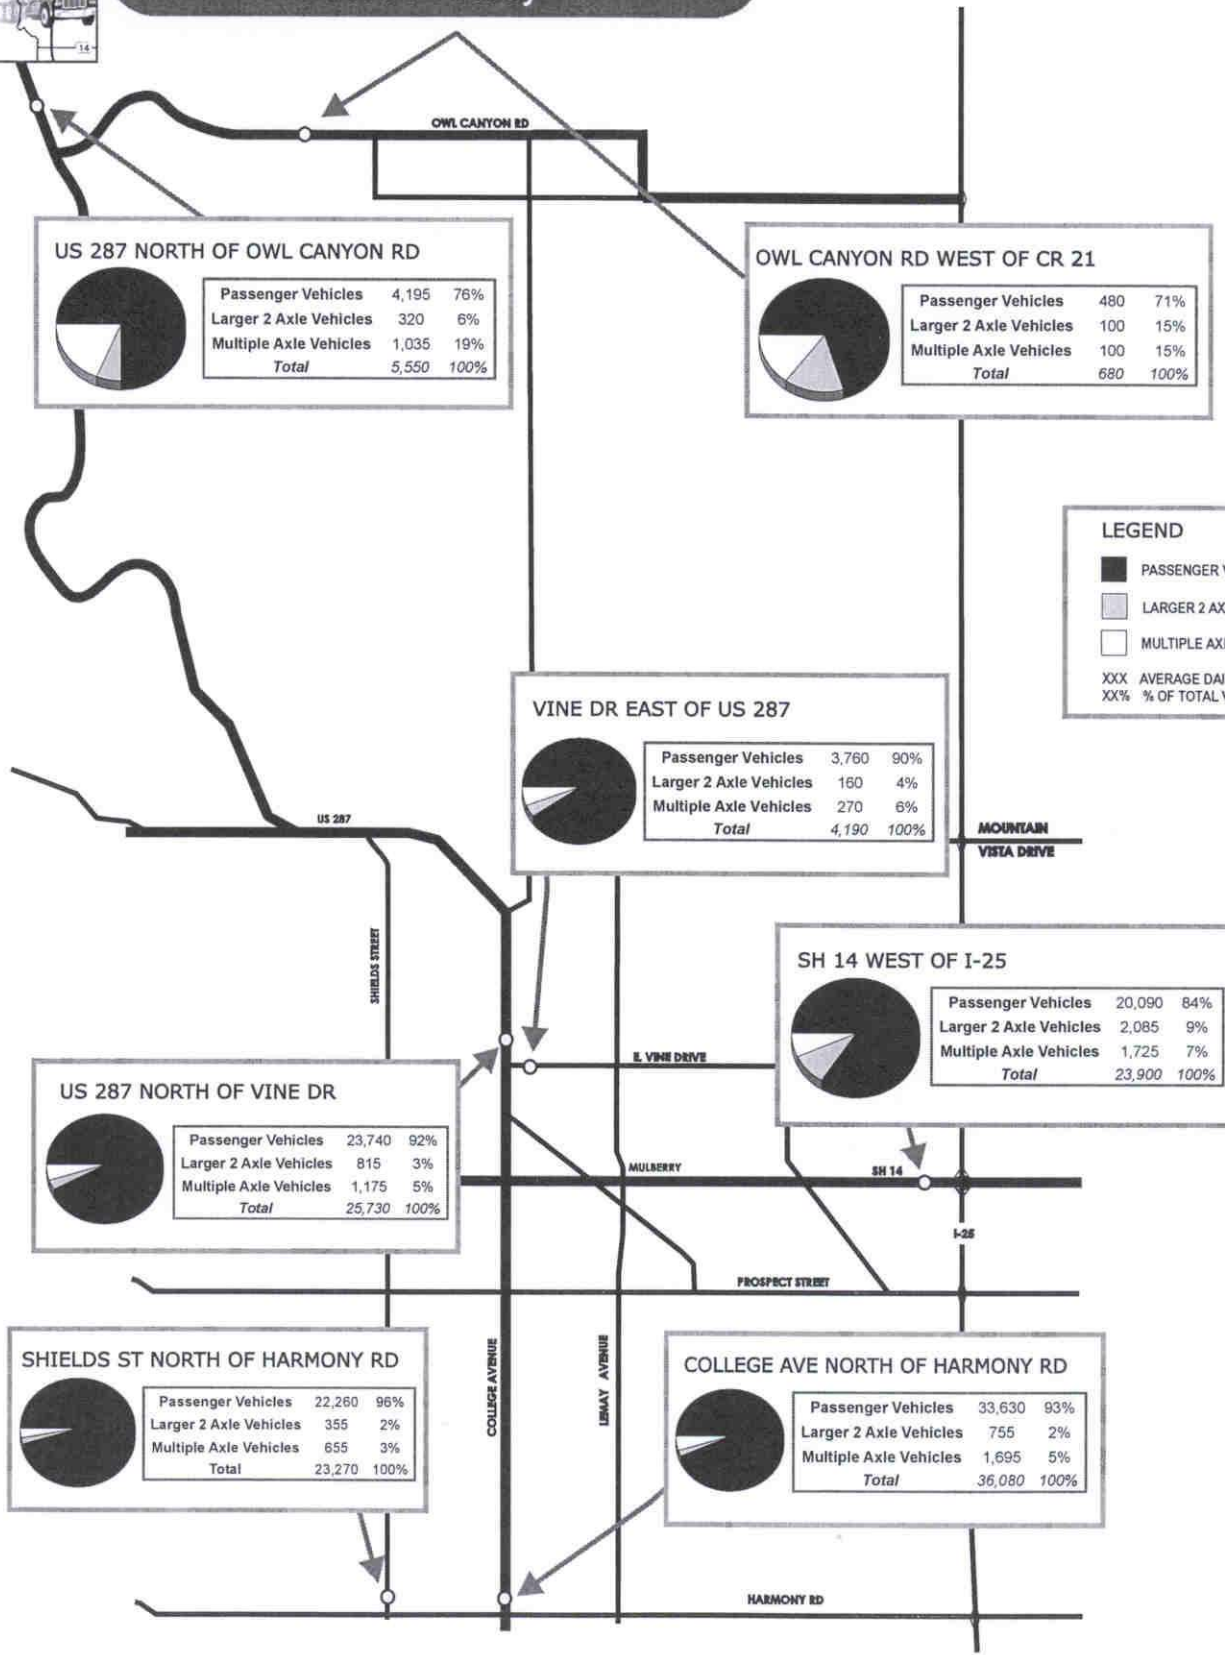 14
OWL CANYON RD
US 287 NORTH OF OWL CANYON RD
Passenger Vehicles 4,195 76%
Larger 2 Axle Vehicles 320 6%
Multiple Axle Vehicles 1,035 19%
Total 5,550 100%
OWL CANYON RD WEST OF CR 21
Passenger Vehicles 480 71%
Larger 2 Axle Vehicles 100 15%
Multiple Axle Vehicles 100 15%
Total 680 100%
LEGEND
PASSENGER
LARGER 2
MULTIPLE
XXX AVERAGE
XX% % OF TOTAL
VINE DR EAST OF US 287
Passenger Vehicles 3,760 90%
Larger 2 Axle Vehicles 160 4%
Multiple Axle Vehicles 270 6%
Total 4,190 100%
US 287
MOUNTAIN
VISTA DRIVE
SHIELDS STREET
SH 14 WEST OF I-25
Passenger Vehicles 20,090 84%
Larger 2 Axle Vehicles 2,085 9%
Multiple Axle Vehicles 1,725 7%
Total 23,900 100%
E. VINE DRIVE
US 287 NORTH OF VINE DR
Passenger Vehicles 23,740 92%
Larger 2 Axle Vehicles 815 3%
Multiple Axle Vehicles 1,175 5%
Total 25,730 100%
MULBERRY
SH 14
I-25
PROSPECT STREET
SHIELDS ST NORTH OF HARMONY RD
Passenger Vehicles 22,260 96%
Larger 2 Axle Vehicles 355 2%
Multiple Axle Vehicles 655 3%
Total 23,270 100%
COLLEGE AVENUE
LEMAY AVENUE
COLLEGE AVE NORTH OF HARMONY RD
Passenger Vehicles 33,630 93%
Larger 2 Axle Vehicles 755 2%
Multiple Axle Vehicles 1,695 5%
Total 36,080 100%
HARMONY RD